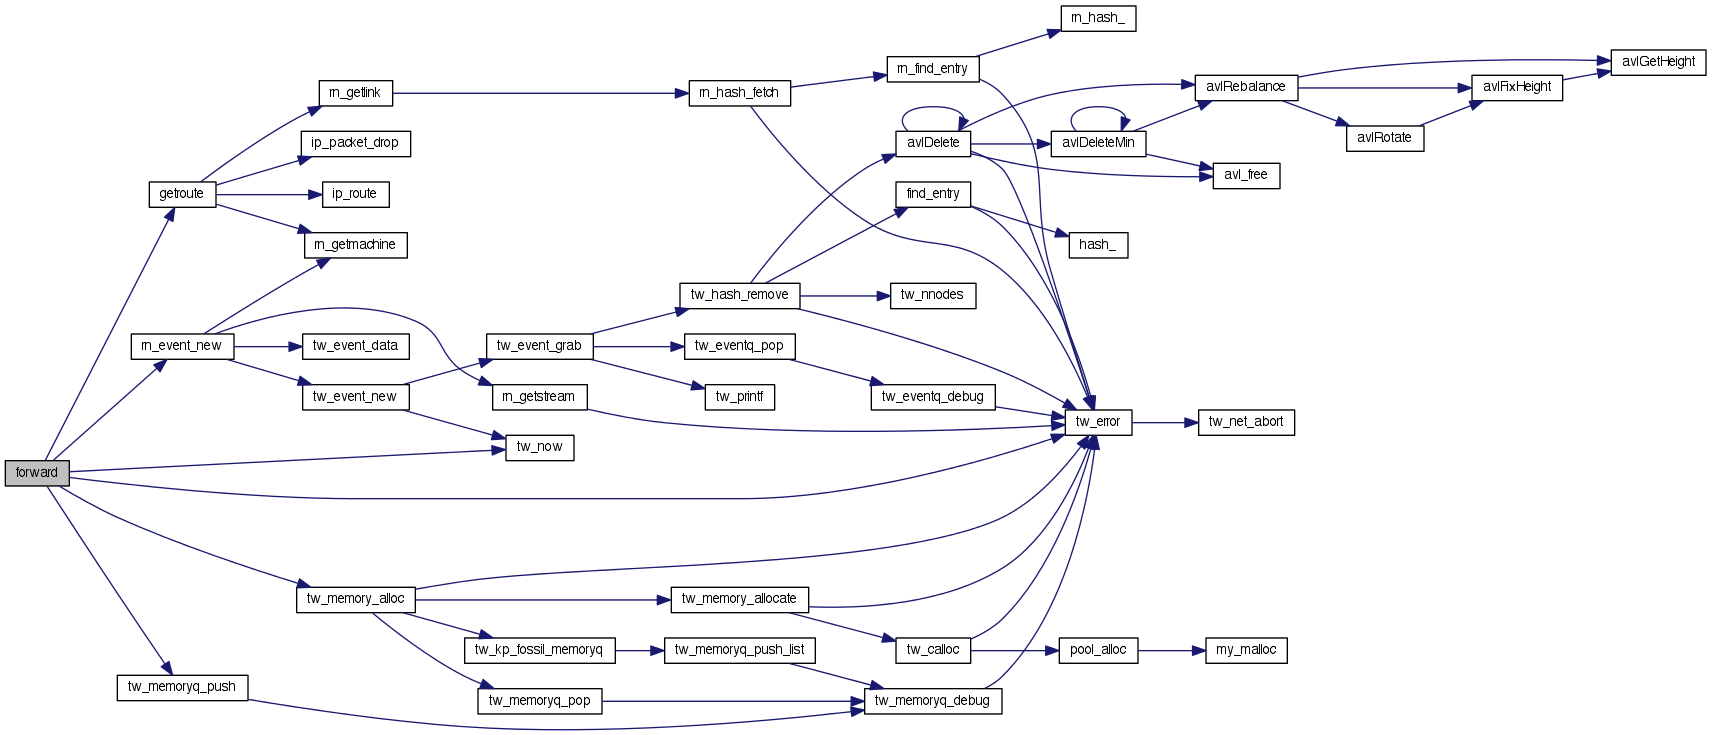 rn_hash_
avlGetHeight
rn_find_entry
avlRebalance
avlFixHeight
rn_getlink
rn_hash_fetch
avlRotate
ip_packet_drop
avlDelete
avlDeleteMin
avl_free
getroute
ip_route
find_entry
rn_getmachine
hash_
tw_hash_remove
tw_nnodes
rn_event_new
tw_event_data
tw_event_grab
tw_eventq_pop
tw_event_new
rn_getstream
tw_printf
tw_eventq_debug
tw_error
tw_net_abort
tw_now
forward
tw_memory_alloc
tw_memory_allocate
tw_kp_fossil_memoryq
tw_memoryq_push_list
tw_calloc
pool_alloc
my_malloc
tw_memoryq_push
tw_memoryq_pop
tw_memoryq_debug